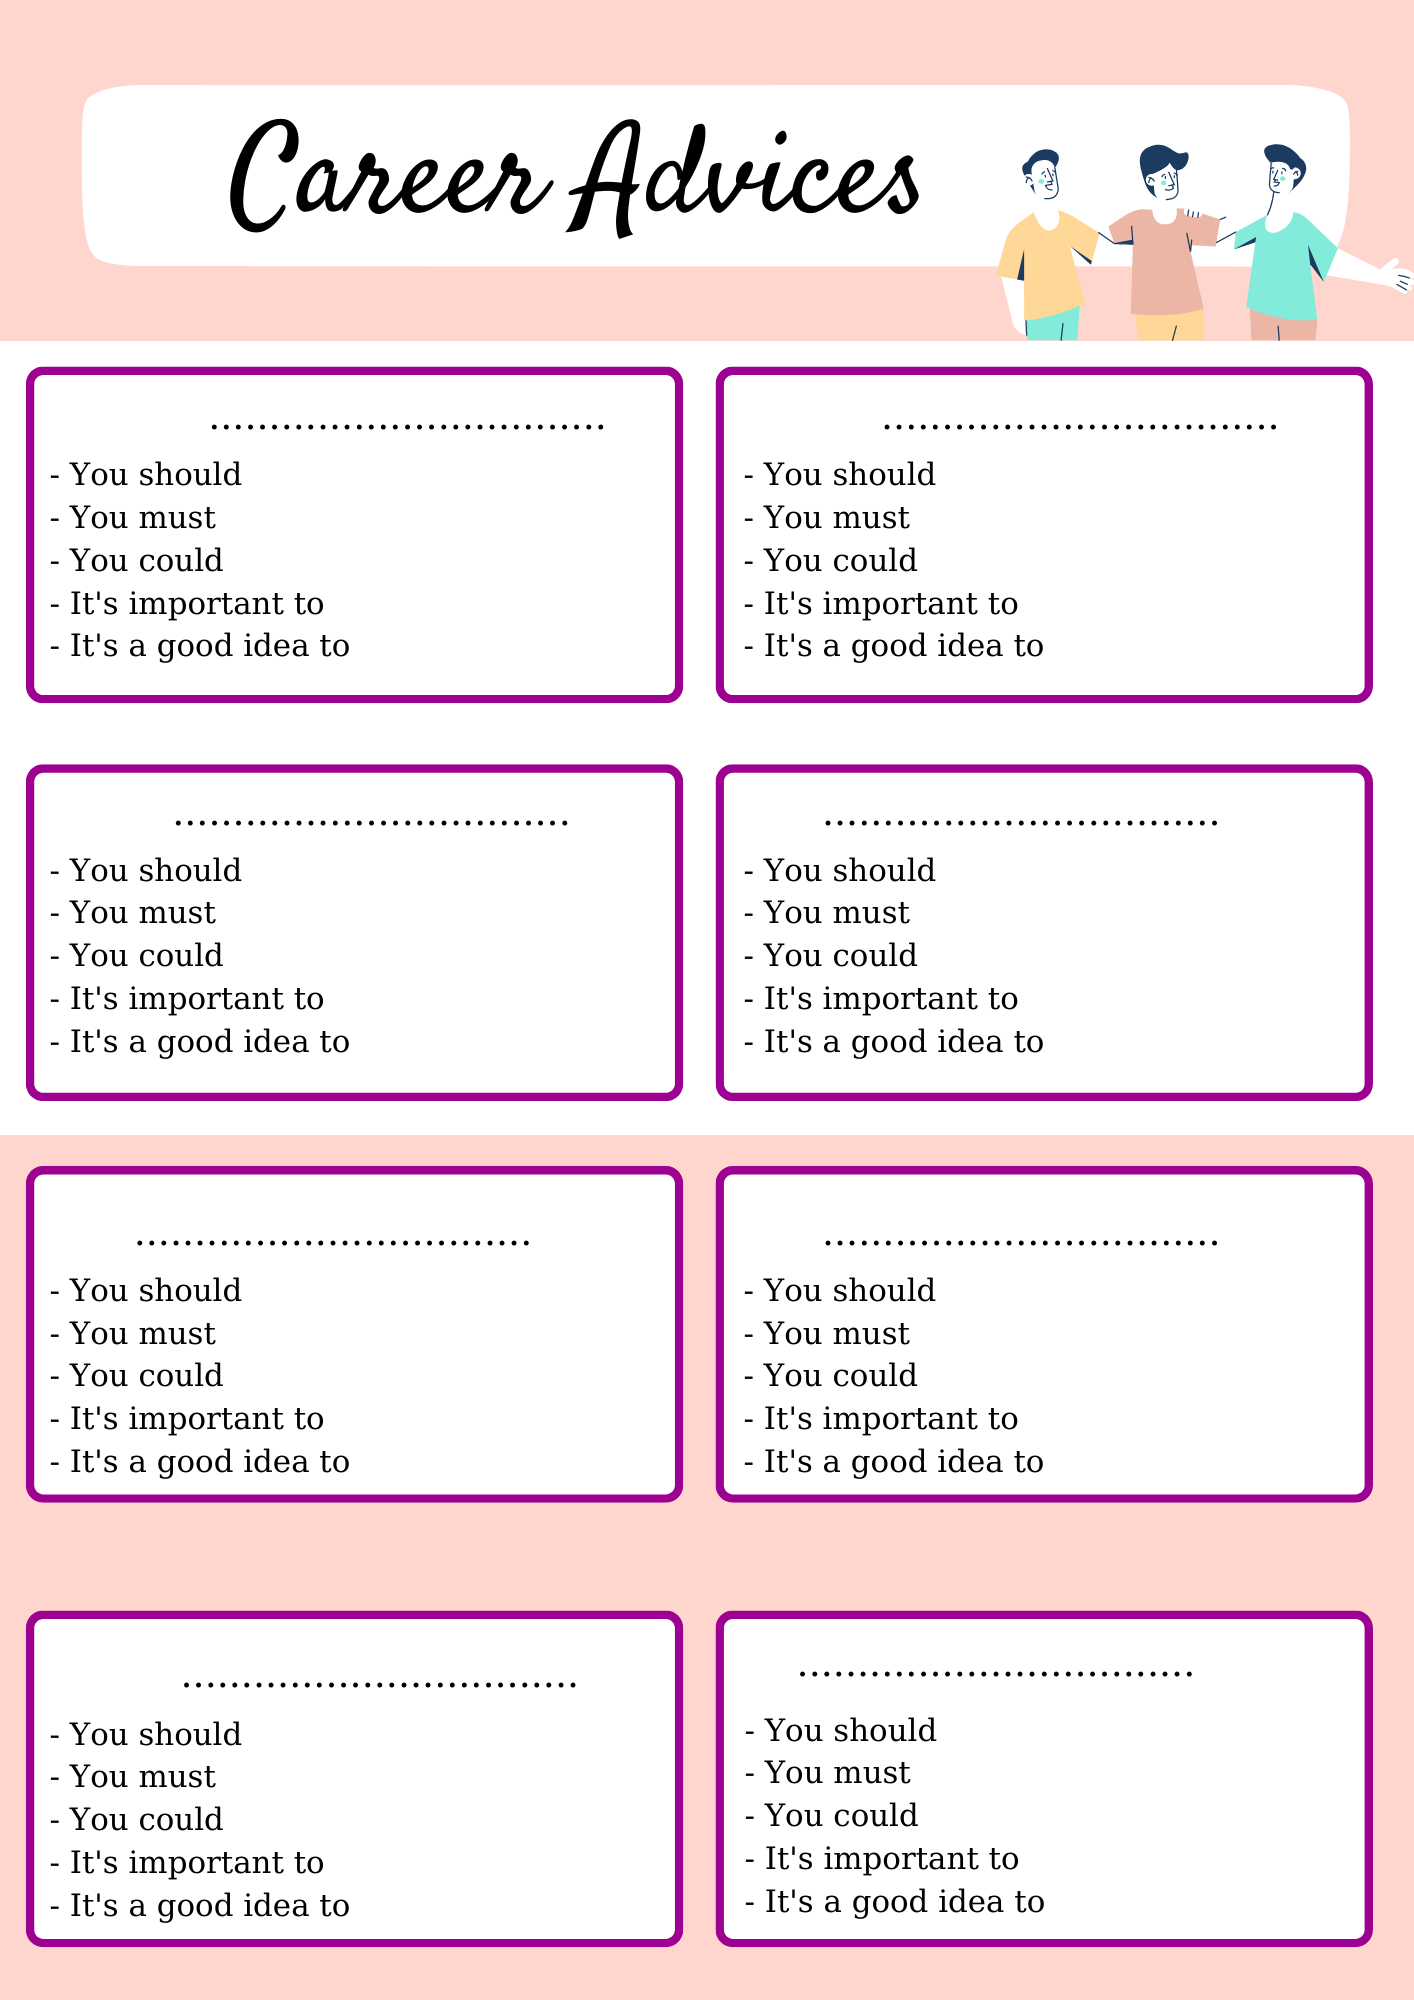 Career Advices
.................................
- You should
- You must
- You could
- It's important to
- It's a good idea to
.................................
- You should
- You must
- You could
- It's important to
- It's a good idea to
.................................
- You should
- You must
- You could
- It's important to
- It's a good idea to
.................................
- You should
- You must
- You could
- It's important to
- It's a good idea to
.................................
- You should
- You must
- You could
- It's important to
- It's a good idea to
.................................
- You should
- You must
- You could
- It's important to
- It's a good idea to
.................................
- You should
- You must
- You could
- It's important to
- It's a good idea to
.................................
- You should
- You must
- You could
- It's important to
- It's a good idea to